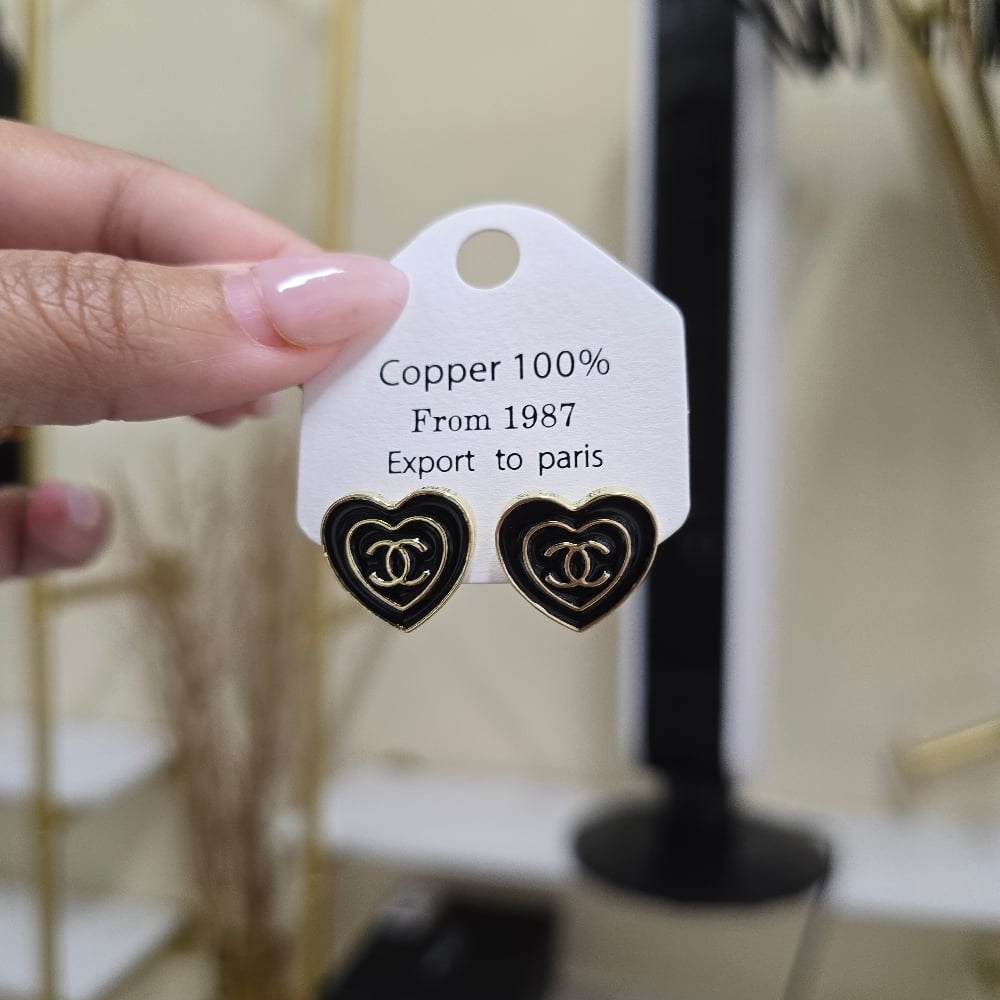 Copper 100%
From 1987
Export to paris